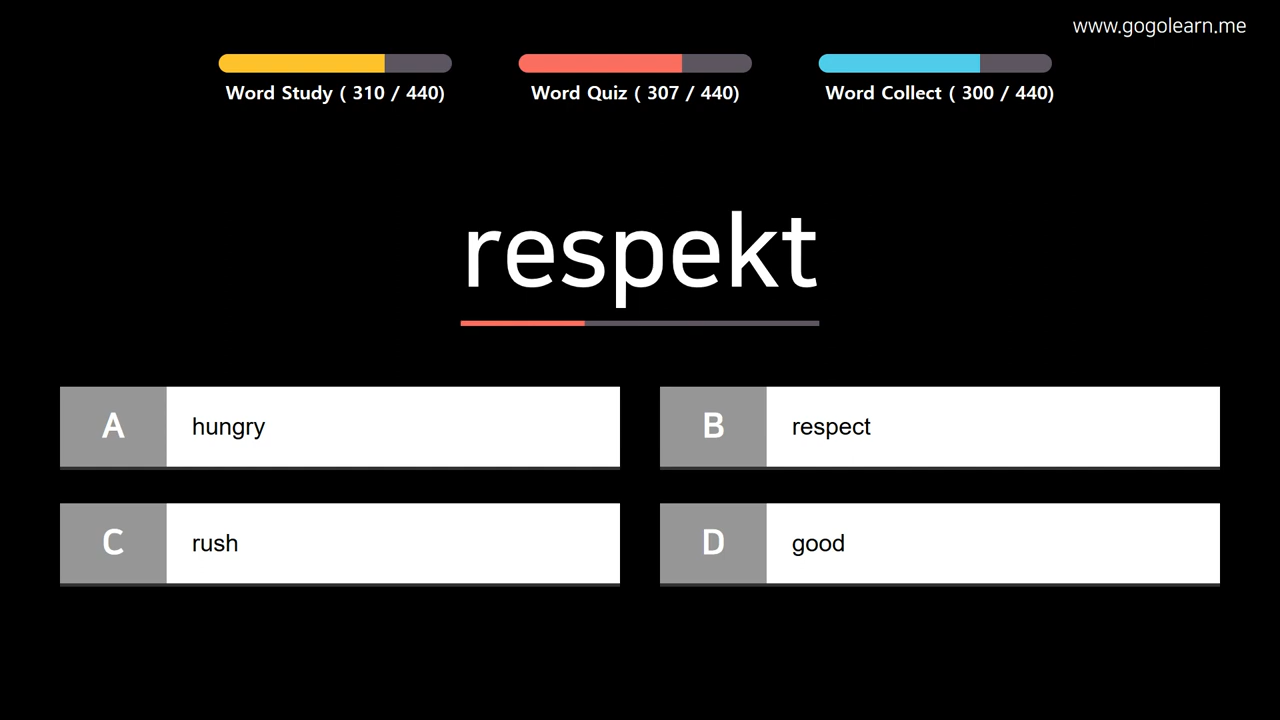 www.gogolearn.me
Word Study ( 310 / 440)
Word Quiz ( 307 / 440)
Word Collect ( 300 / 440)
respekt
A hungry
B respect
C rush
D good